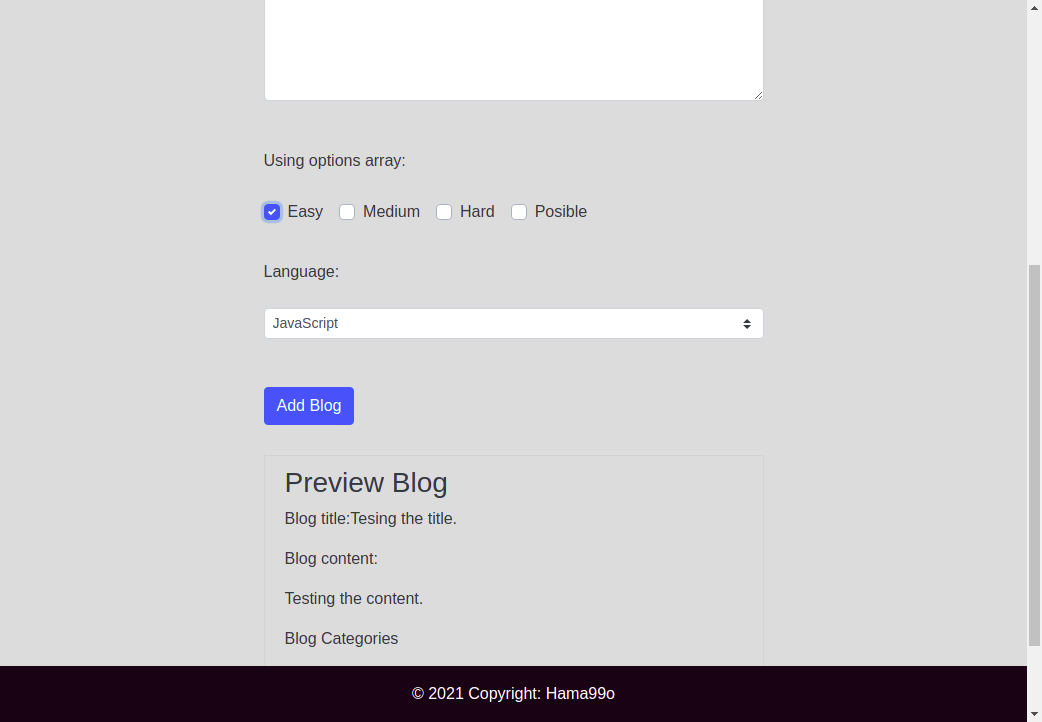 Using options array:
Easy Medium Hard Posible
Language:
JavaScript
Add Blog
Preview Blog
Blog title:Tesing the title.
Blog content:
Testing the content.
Blog Categories
© 2021 Copyright: Hama99o